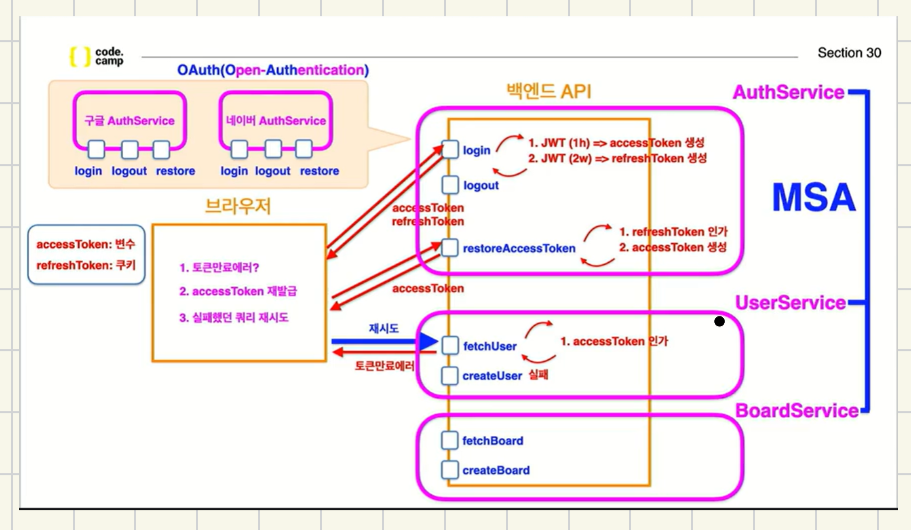 code.
camp
Section 30
OAuth(Open-Authentication)
구글 AuthService
login logout restore
네이버 AuthService
login logout restore
백엔드 API
AuthService
login
1. JWT (1h) => accessToken 생성
2. JWT (2w) => refreshToken 생성
logout
accessToken
refreshToken
restoreAccessToken
1. refreshToken 인가
2. accessToken 생성
accessToken
MSA
브라우저
accessToken: 변수
refreshToken: 쿠키
1. 토큰만료에러?
2. accessToken 재발급
3. 실패했던 쿼리 재시도
재시도
토큰만료에러
UserService
fetchUser
1. accessToken 인가
createUser
실패
BoardService
fetchBoard
createBoard